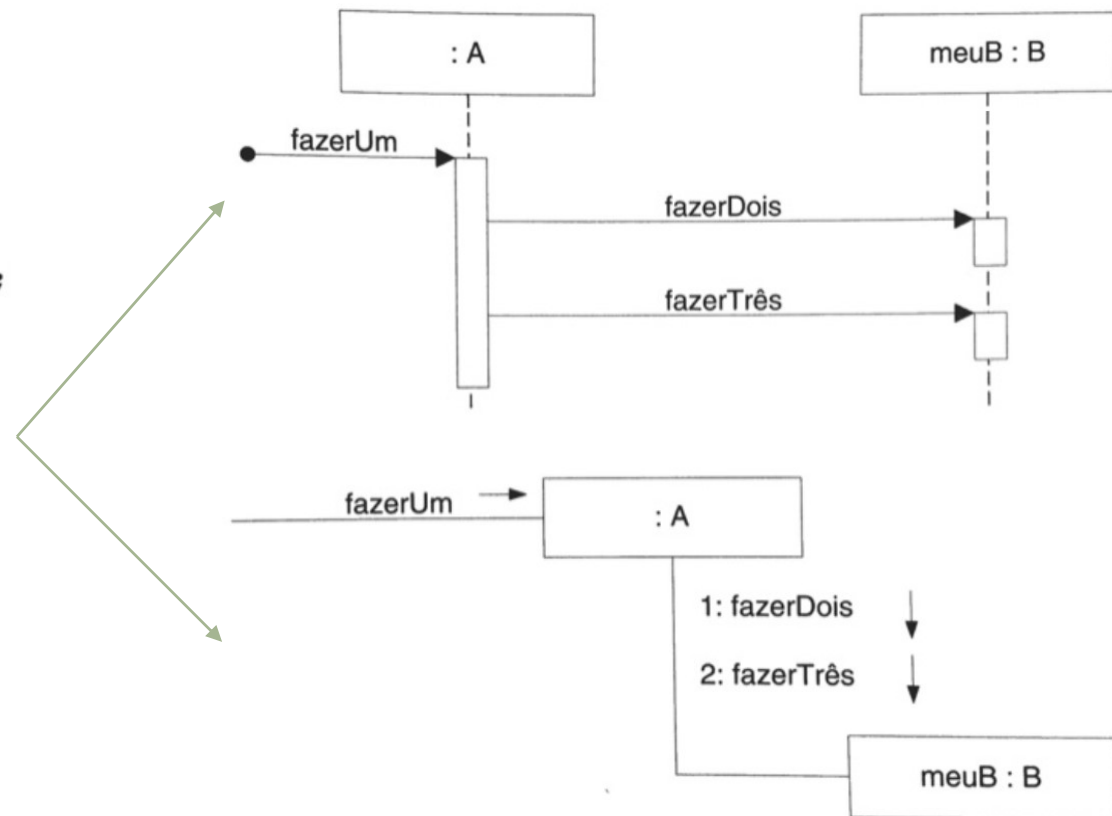 : A
meuB : B
fazerUm
fazerDois
fazerTrês
fazerUm
: A
1: fazerDois
2: fazerTrês
meuB : B